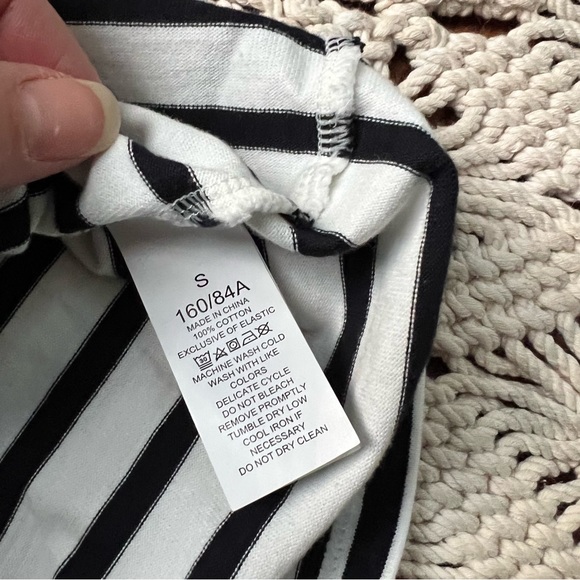 S
160/84A
MADE IN CHINA
100% COTTON
EXCLUSIVE OF ELASTIC
30
MACHINE WASH COLD
WASH WITH LIKE
COLORS
DELICATE CYCLE
DO NOT BLEACH
REMOVE PROMPTLY
TUMBLE DRY LOW
COOL IRON IF
NECESSARY
DO NOT DRY CLEAN